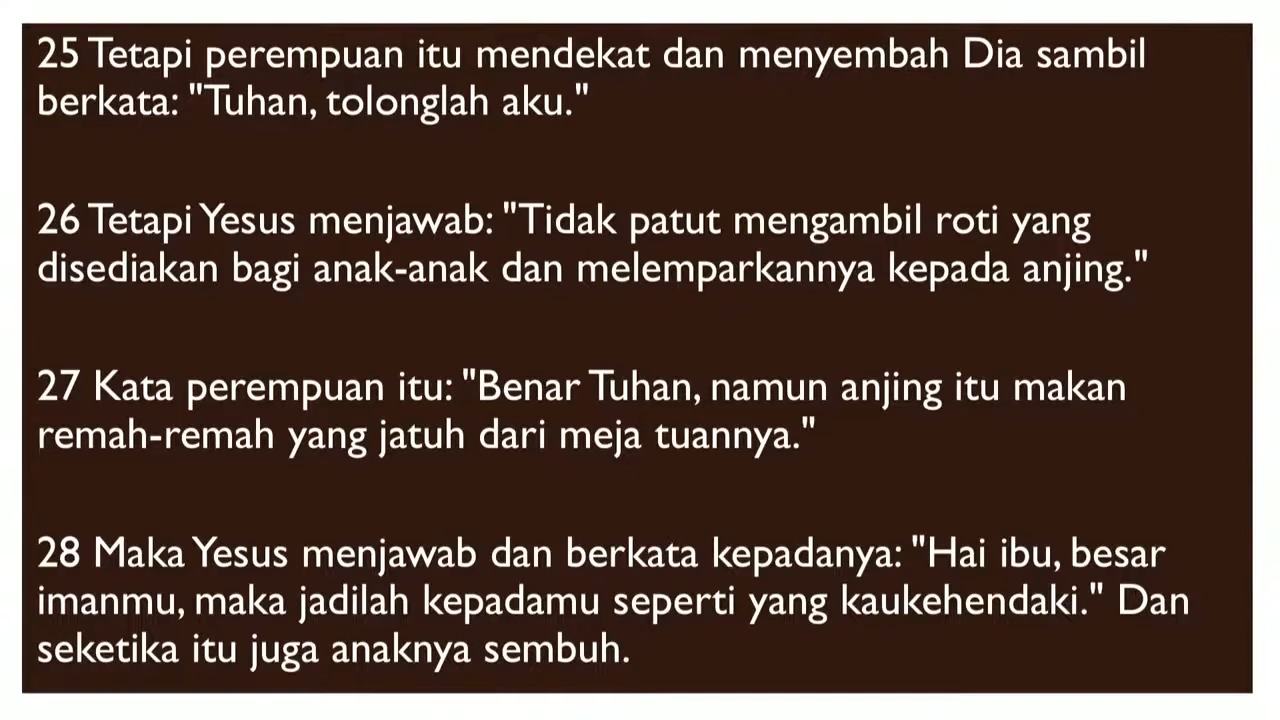 25 Tetapi perempuan itu mendekat dan menyembah Dia sambil
berkata: "Tuhan, tolonglah aku."
26 Tetapi Yesus menjawab: "Tidak patut mengambil roti yang
disediakan bagi anak-anak dan melemparkannya kepada anjing."
27 Kata perempuan itu: "Benar Tuhan, namun anjing itu makan
remah-remah yang jatuh dari meja tuannya."
28 Maka Yesus menjawab dan berkata kepadanya: "Hai ibu, besar
imanmu, maka jadilah kepadamu seperti yang kaukehendaki." Dan
seketika itu juga anaknya sembuh.